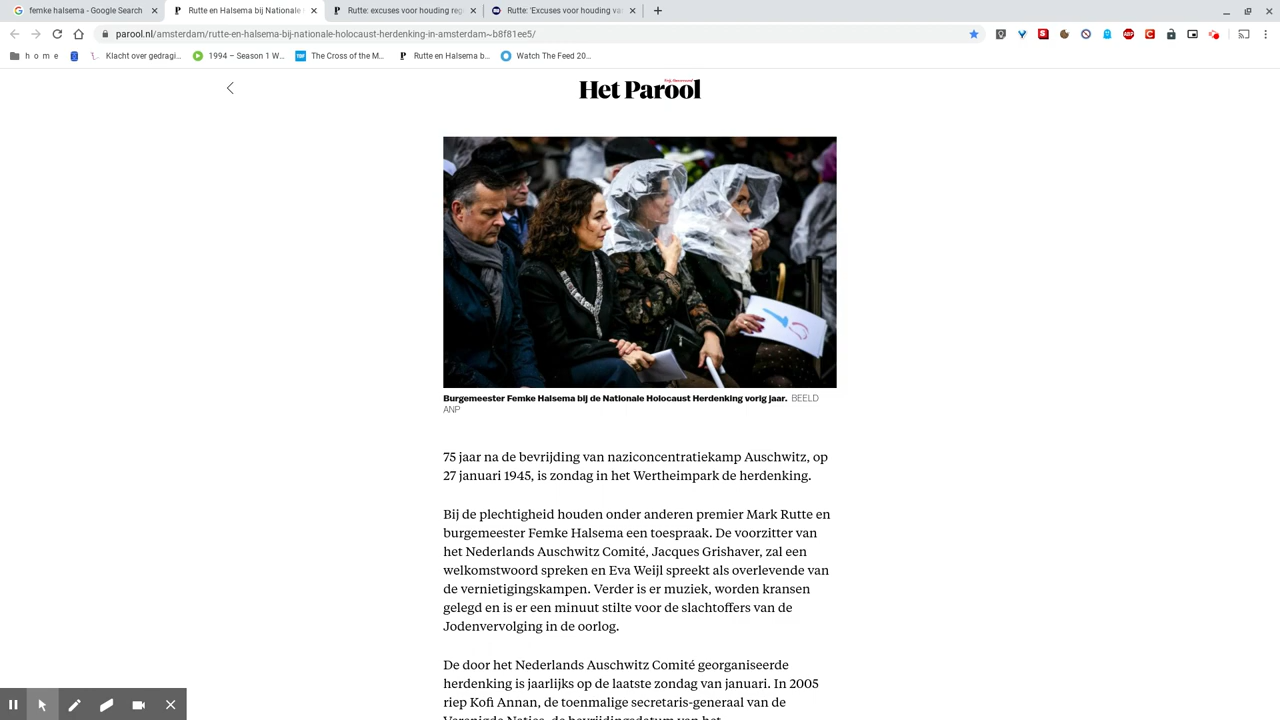 femke halsema - Google Search
Rutte en Halsema bij Nationale
Rutte: excuses voor houding reg
Rutte: 'Excuses voor houding va
parool.nl/amsterdam/rutte-en-halsema-bij-nationale-holocaust-herdenking-in-amsterdam~b8f81ee5/
h o m e
Klacht over gedragi...
1994 – Season 1 W...
The Cross of the M...
Rutte en Halsema b...
Watch The Feed 20...
Het Parool
Burgemeester Femke Halsema bij de Nationale Holocaust Herdenking vorig jaar. BEELD
ANP
75 jaar na de bevrijding van naziconcentratiekamp Auschwitz, op
27 januari 1945, is zondag in het Wertheimpark de herdenking.
Bij de plechtigheid houden onder anderen premier Mark Rutte en
burgemeester Femke Halsema een toespraak. De voorzitter van
het Nederlands Auschwitz Comité, Jacques Grishaver, zal een
welkomstwoord spreken en Eva Weijl spreekt als overlevende van
de vernietigingskampen. Verder is er muziek, worden kransen
gelegd en is er een minuut stilte voor de slachtoffers van de
Jodenvervolging in de oorlog.
De door het Nederlands Auschwitz Comité georganiseerde
herdenking is jaarlijks op de laatste zondag van januari. In 2005
riep Kofi Annan, de toenmalige secretaris-generaal van de
Verenigde Naties, de bevrijdingsdatum van het